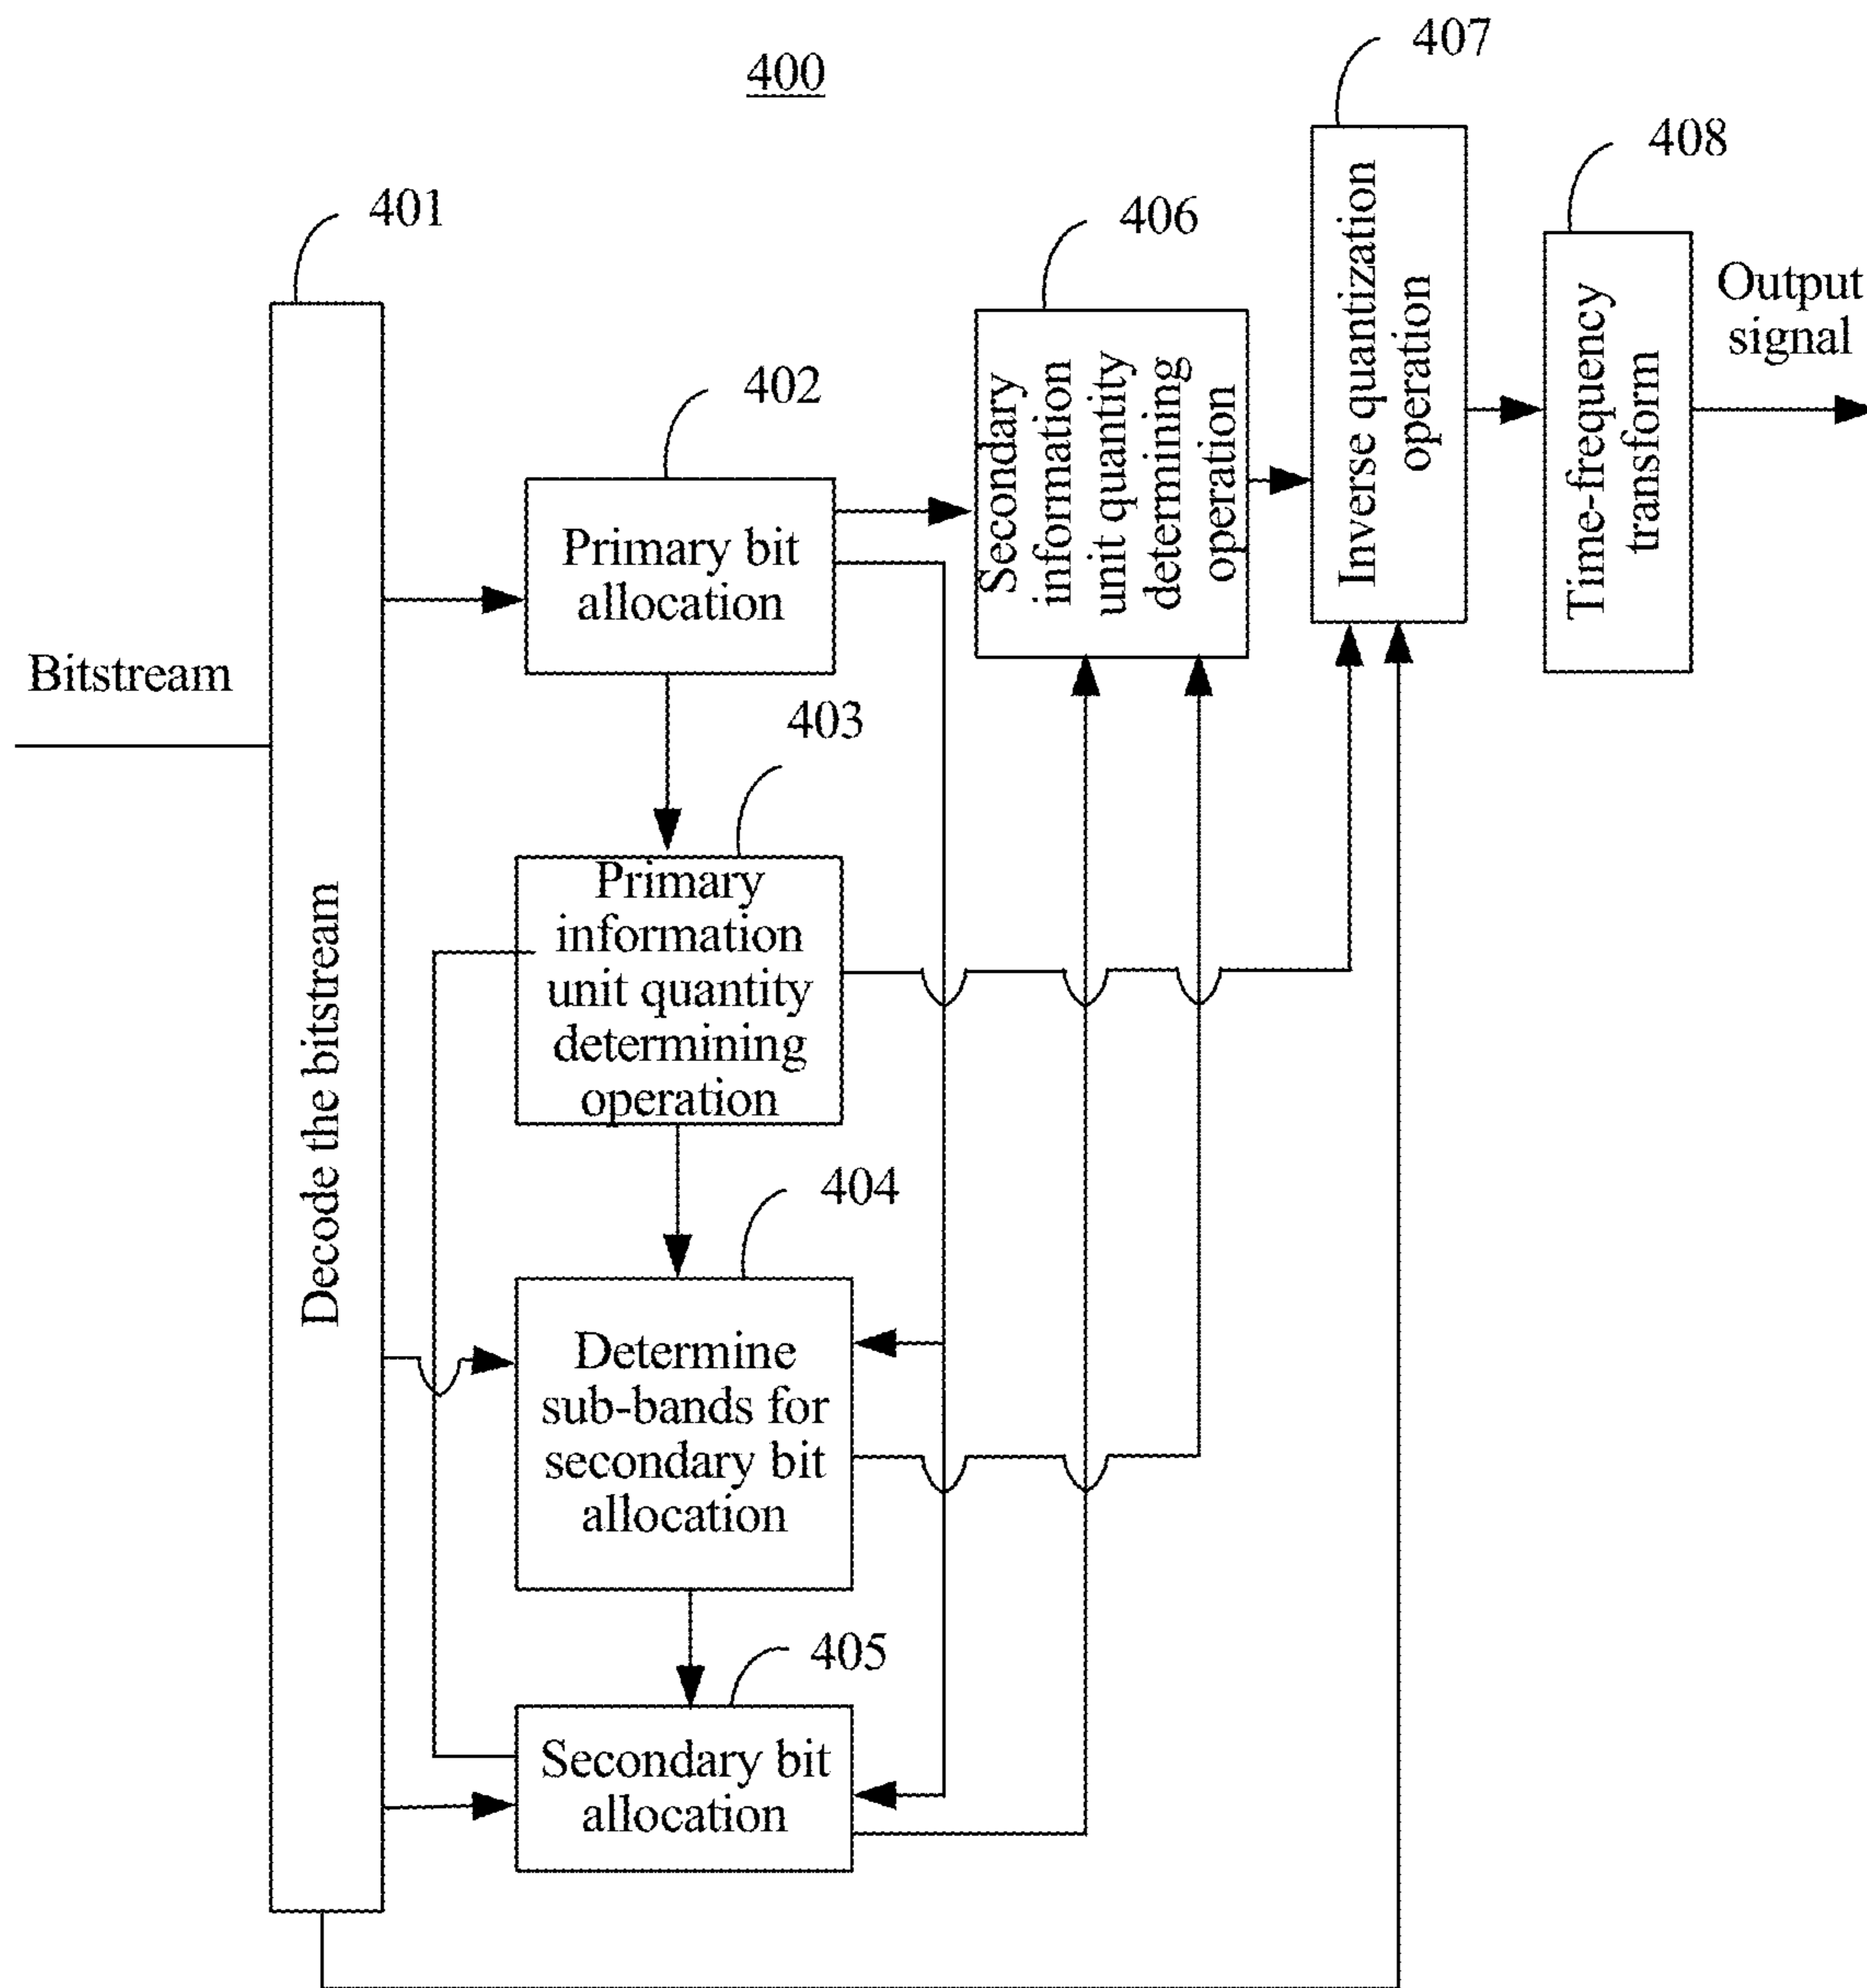 400
407
408
401
406
Output
signal
402
Inverse quantization
operation
Time-frequency
transform
Secondary
information
unit quantity
determining
operation
Primary bit
allocation
Bitstream
403
Decode the bitstream
Primary
information
unit quantity
determining
operation
404
Determine
sub-bands for
secondary bit
allocation
405
Secondary bit
allocation